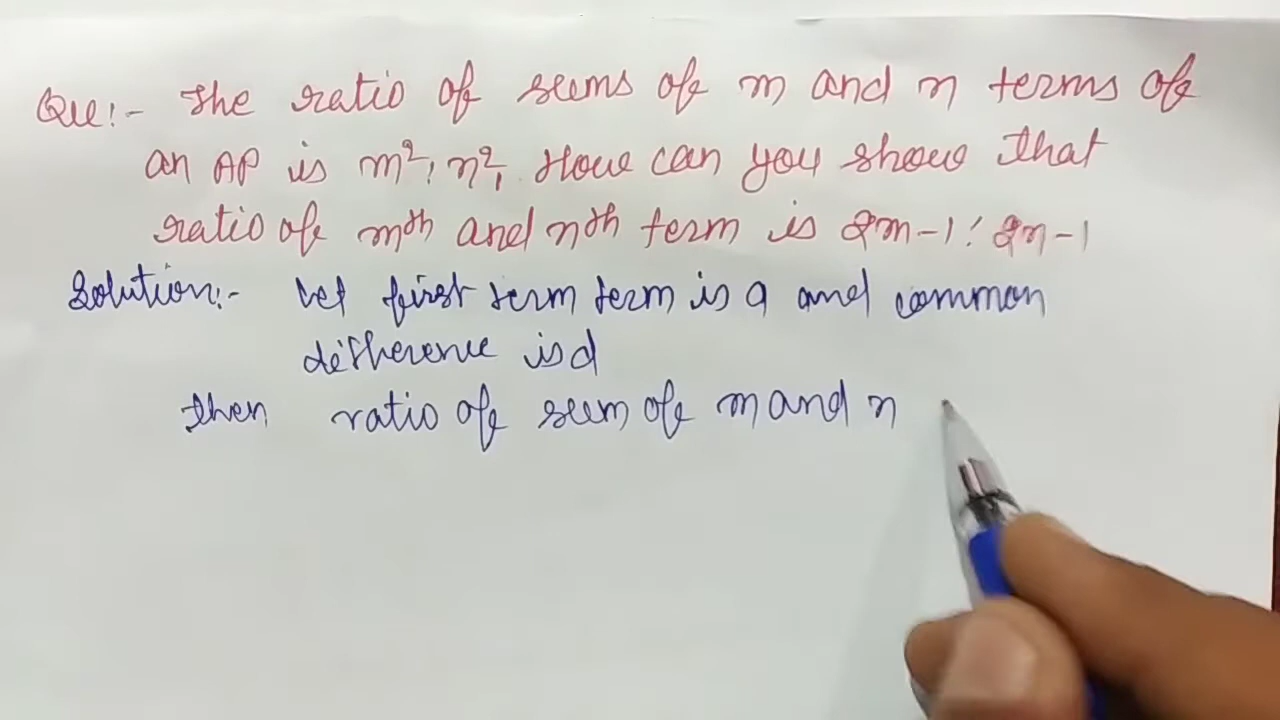 Que:- The ratio of sums of m and n terms of
an AP is m²: n², How can you show that
ratio of mth and nth term is 2m-1: 2n-1
Solution:- Let first term term is a and common
difference is d
then ratio of sum of m and n